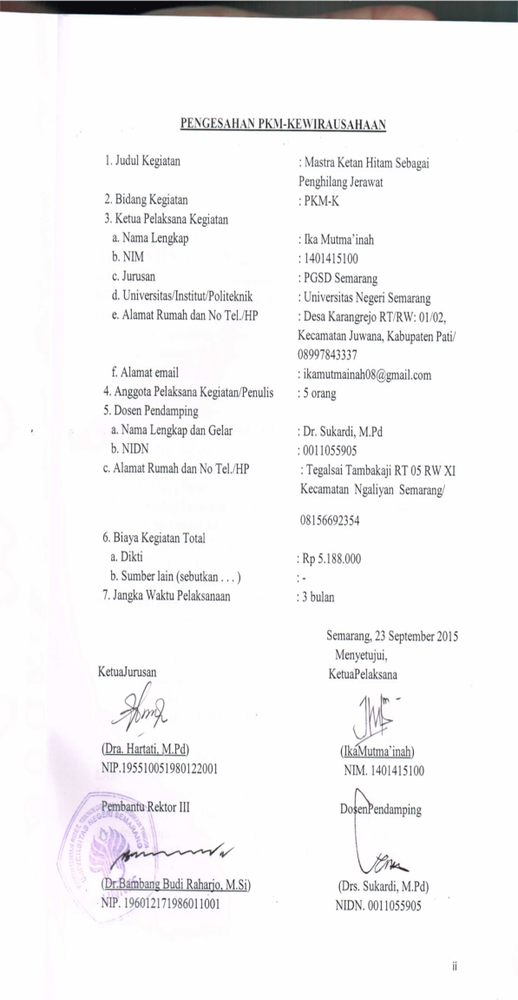 PENGESAHAN PKM-KEWIRAUSAHAAN
1. Judul Kegiatan : Mastra Ketan Hitam Sebagai
Penghilang Jerawat
2. Bidang Kegiatan : PKM-K
3. Ketua Pelaksana Kegiatan
a. Nama Lengkap : Ika Mutma'inah
b. NIM : 1401415100
c. Jurusan : PGSD Semarang
d. Universitas/Institut/Politeknik : Universitas Negeri Semarang
e. Alamat Rumah dan No Tel./HP : Desa Karangrejo RT/RW: 01/02,
Kecamatan Juwana, Kabupaten Pati/
08997843337
f. Alamat email : ikamutmainah08@gmail.com
4. Anggota Pelaksana Kegiatan/Penulis : 5 orang
5. Dosen Pendamping
a. Nama Lengkap dan Gelar : Dr. Sukardi, M.Pd
b. NIDN : 0011055905
c. Alamat Rumah dan No Tel./HP : Tegalsai Tambakaji RT 05 RW XI
Kecamatan Ngaliyan Semarang/
08156692354
6. Biaya Kegiatan Total
a. Dikti : Rp 5.188.000
b. Sumber lain (sebutkan . . . ) : -
7. Jangka Waktu Pelaksanaan : 3 bulan
Semarang, 23 September 2015
Menyetujui,
KetuaJurusan KetuaPelaksana
(Dra. Hartati, M.Pd) (IkaMutma'inah)
NIP.195510051980122001 NIM. 1401415100
Pembantu Rektor III DosenPendamping
UNIVERSITAS NEGERI SEMARANG
(Dr.Bambang Budi Raharjo, M.Si) (Drs. Sukardi, M.Pd)
NIP. 196012171986011001 NIDN. 0011055905
ii